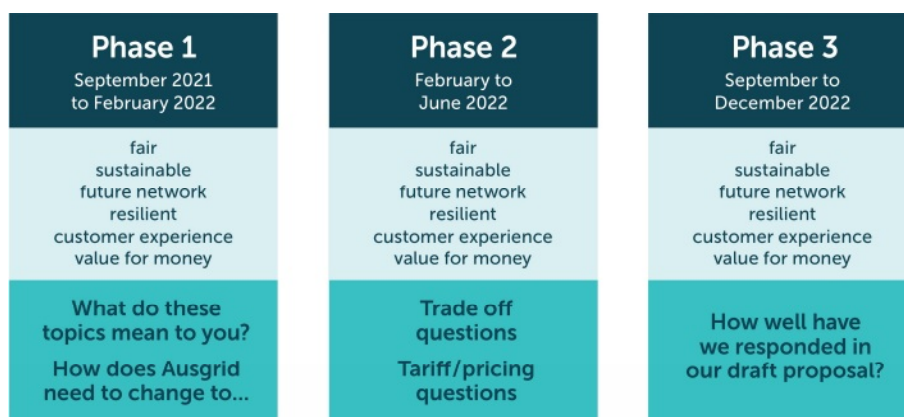 Phase 1
September 2021
to February 2022
fair
sustainable
future network
resilient
customer experience
value for money
What do these
topics mean to you?
How does Ausgrid
need to change to...
Phase 2
February to
June 2022
fair
sustainable
future network
resilient
customer experience
value for money
Trade off
questions
Tariff/pricing
questions
Phase 3
September to
December 2022
fair
sustainable
future network
resilient
customer experience
value for money
How well have
we responded in
our draft proposal?